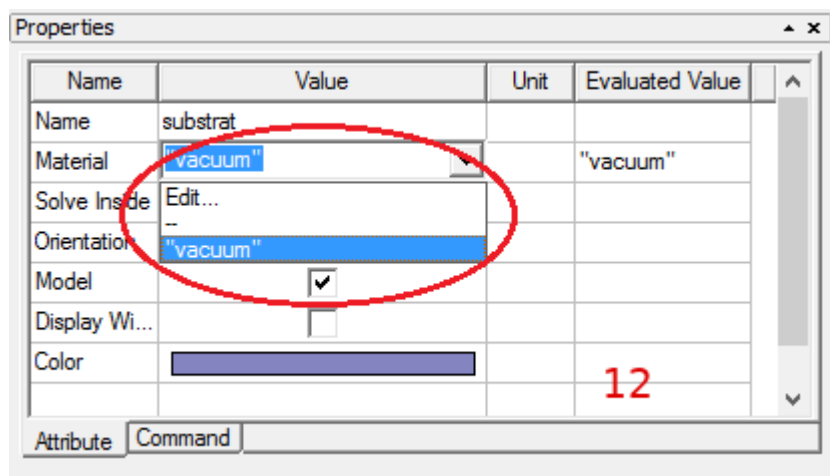 Properties
Name Value Unit Evaluated Value
Name substrat
Material "vacuum" "vacuum"
Solve Inside Edit...
--
Orientation "vacuum"
Model
Display Wi...
Color
12
Attribute Command